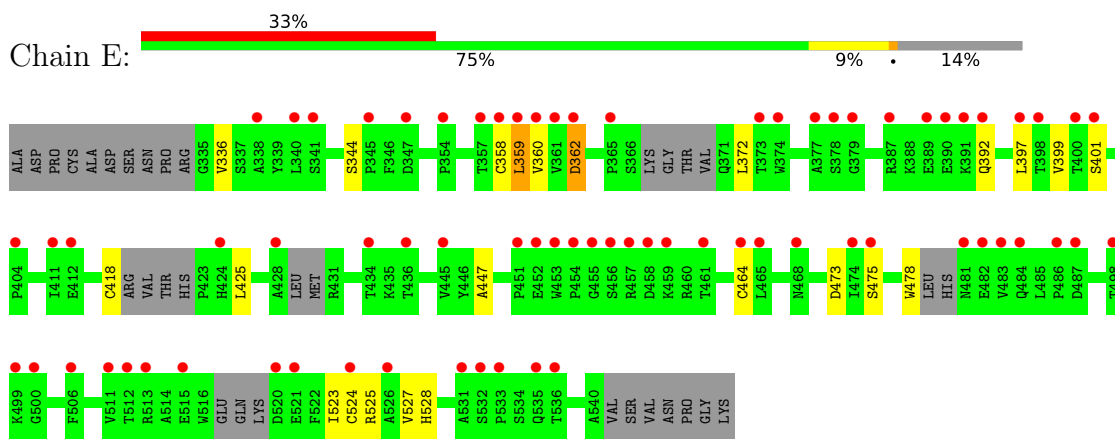 33%
Chain E:
75% 9% • 14%
ALA ASP PRO CYS ALA ASP SER ASN PRO ARG G335 V336 S337 A338 Y339 L340 S341 S344 P345 F346 D347 P354 T357 C358 L359 V360 V361 D362 P365 S366 LYS GLY THR VAL Q371 L372 T373 W374 A377 S378 G379 R387 K388 E389 E390 K391 Q392 L397 T398 V399 T400 S401
P404 I411 E412 C418 ARG VAL THR HIS P423 H424 L425 A428 LEU MET R431 T434 K435 T436 V445 Y446 A447 P451 E452 W453 P454 G455 S456 R457 D458 K459 R460 T461 C464 L465 N468 D473 I474 S475 W478 LEU HIS N481 E482 V483 Q484 L485 P486 D487 T498
K499 G500 F506 V511 T512 R513 A514 E515 W516 GLU GLN LYS D520 E521 F522 I523 C524 R525 A526 V527 H528 A531 S532 P533 S534 Q535 T536 A540 VAL SER VAL ASN PRO GLY LYS